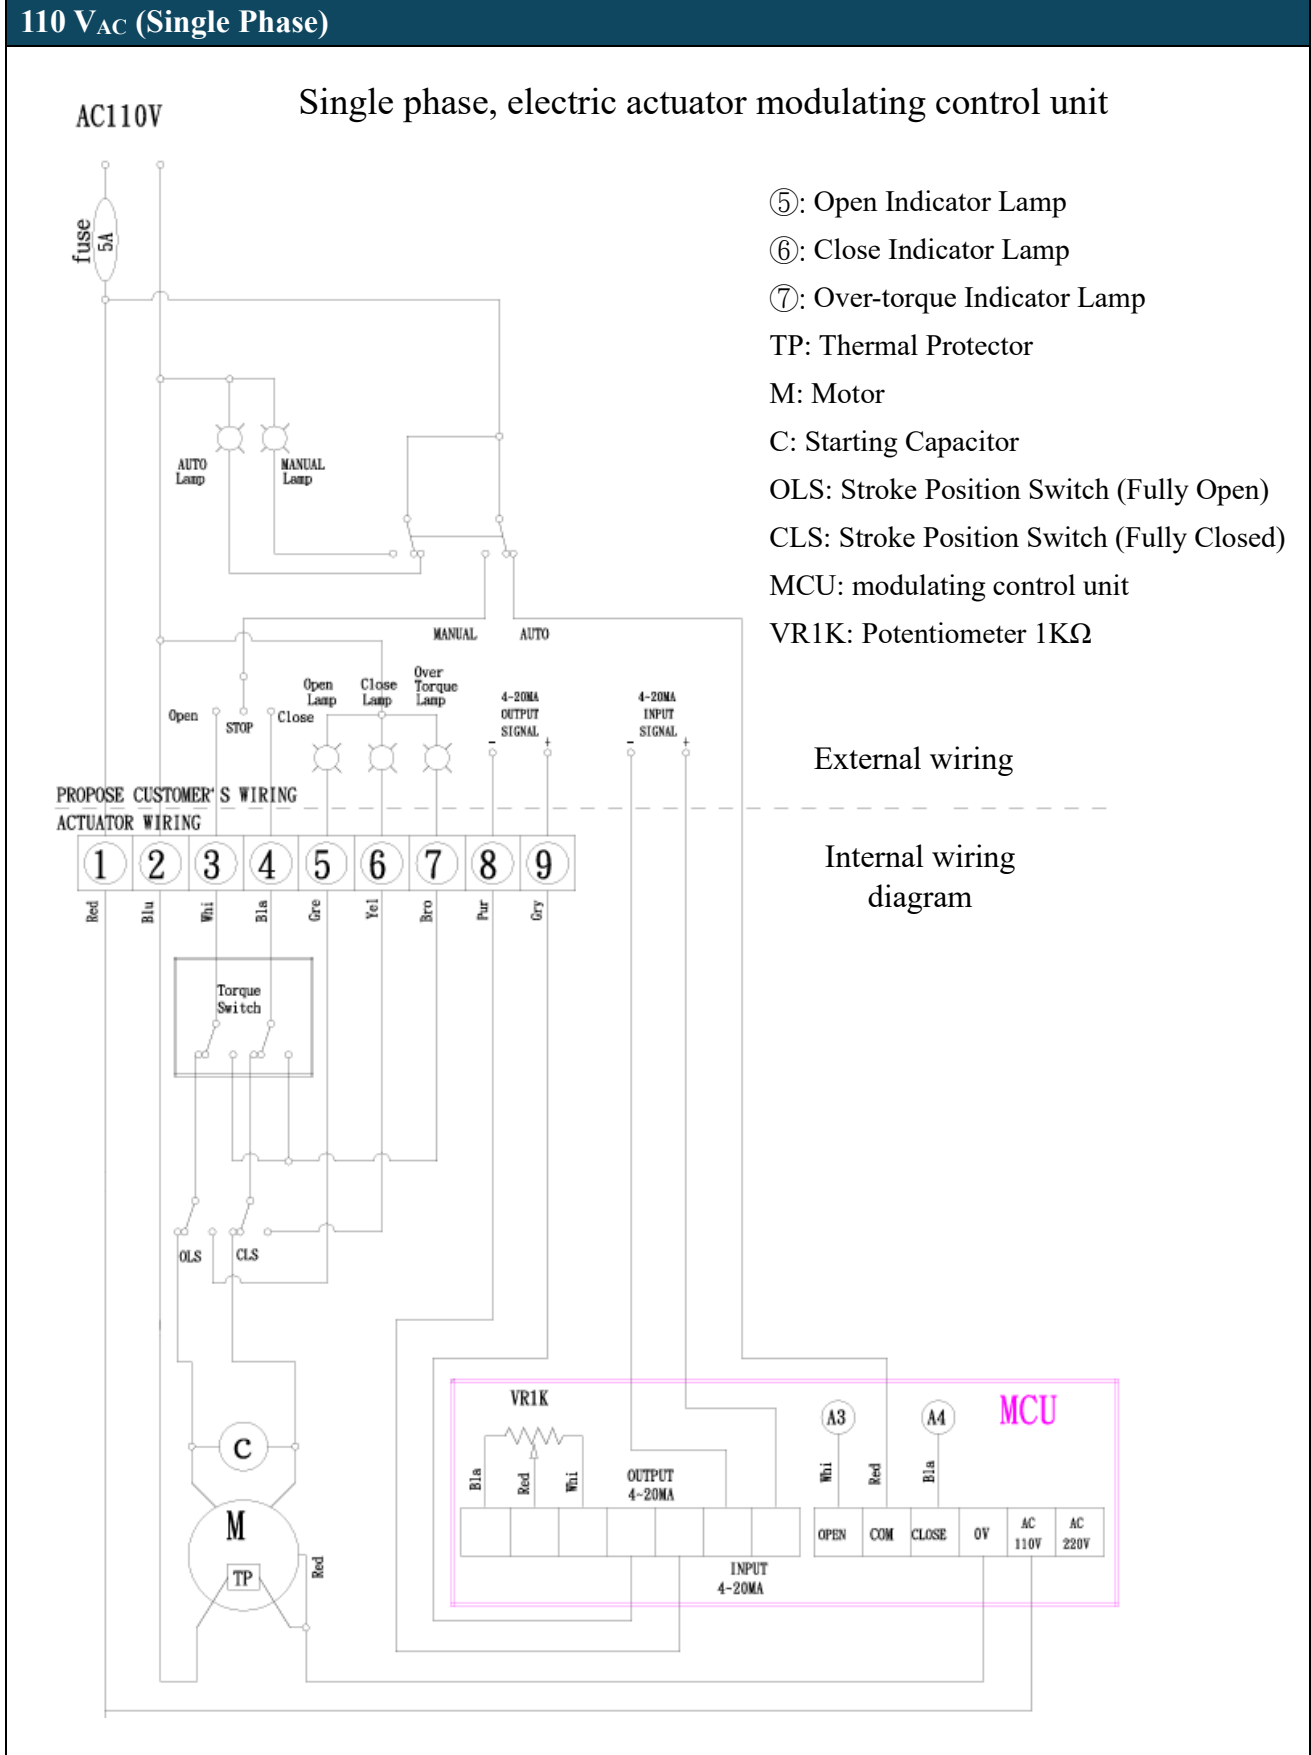 110 VAC (Single Phase)
Single phase, electric actuator modulating control unit
AC110V
fuse
5A
⑤: Open Indicator Lamp
⑥: Close Indicator Lamp
⑦: Over-torque Indicator Lamp
TP: Thermal Protector
M: Motor
C: Starting Capacitor
OLS: Stroke Position Switch (Fully Open)
CLS: Stroke Position Switch (Fully Closed)
MCU: modulating control unit
VR1K: Potentiometer 1KΩ
AUTO
Lamp
MANUAL
Lamp
MANUAL
AUTO
Open
STOP
Close
Open
Lamp
Close
Lamp
Over
Torque
Lamp
4-20MA
OUTPUT
SIGNAL
- +
4-20MA
INPUT
SIGNAL
- +
External wiring
PROPOSE CUSTOMER'S WIRING
ACTUATOR WIRING
Internal wiring
diagram
1 2 3 4 5 6 7 8 9
Red Blu Whi Bla Gre Yel Bro Pur Gry
Torque
Switch
OLS
CLS
C
M
TP
Red
VR1K
Bla Red Whi
OUTPUT
4~20MA
INPUT
4~20MA
A3
A4
MCU
Whi Red Bla
OPEN COM CLOSE 0V
AC
110V
AC
220V